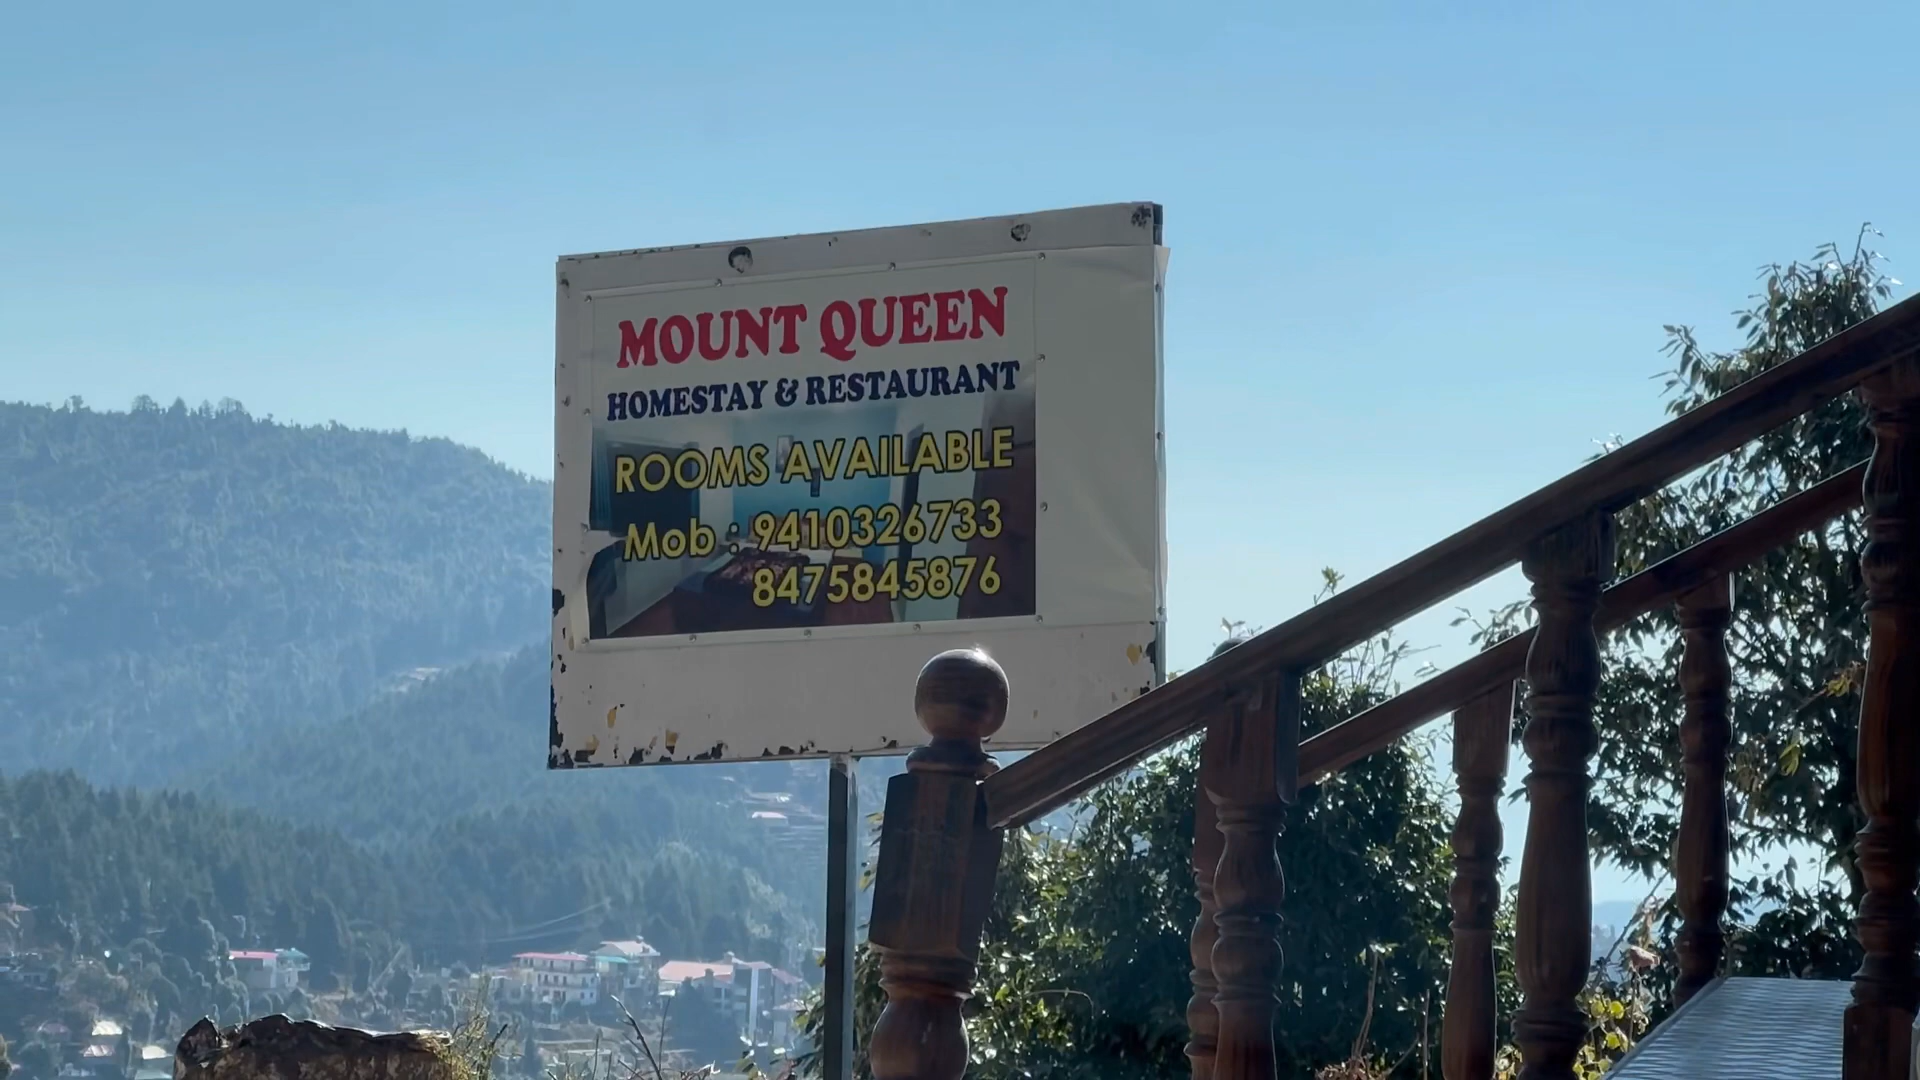 MOUNT QUEEN
HOMESTAY & RESTAURANT
ROOMS AVAILABLE
Mob : 9410326733
8475845876